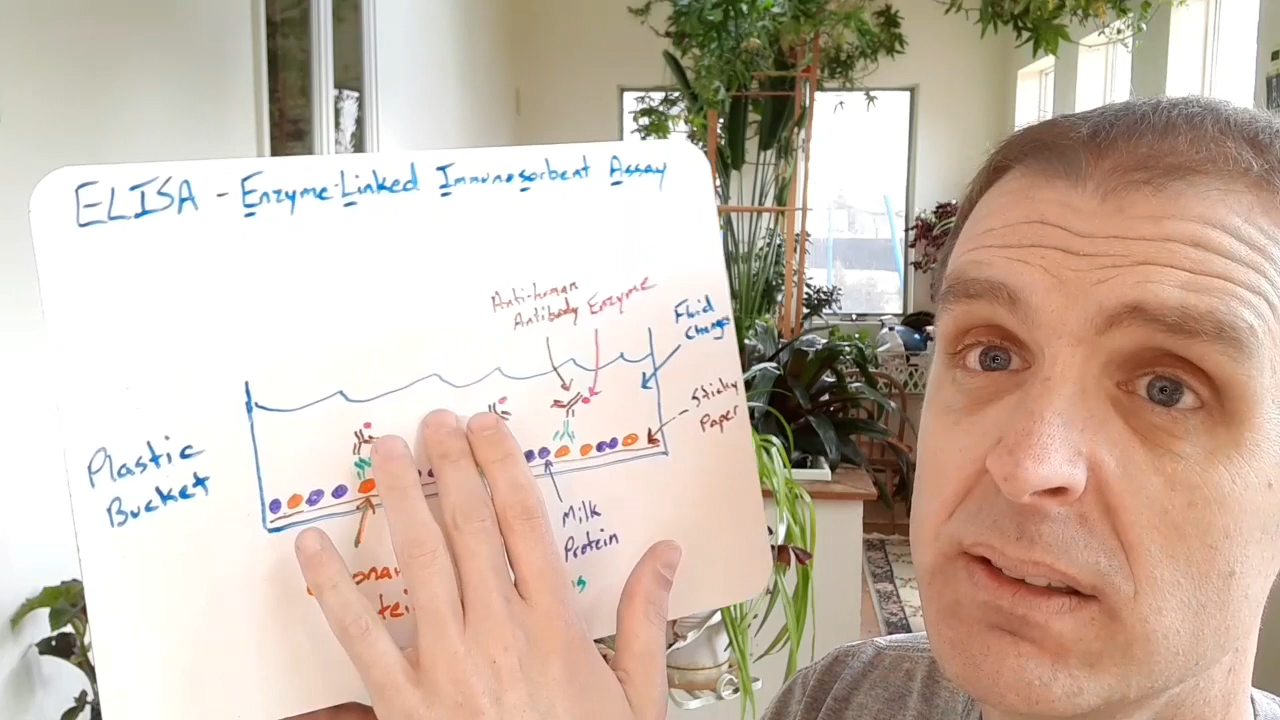 ELISA - Enzyme-Linked Immunosorbent Assay
Anti-human
Antibody
Enzyme
Fluid
Changes
Sticky
Paper
Plastic
Bucket
Milk
Protein